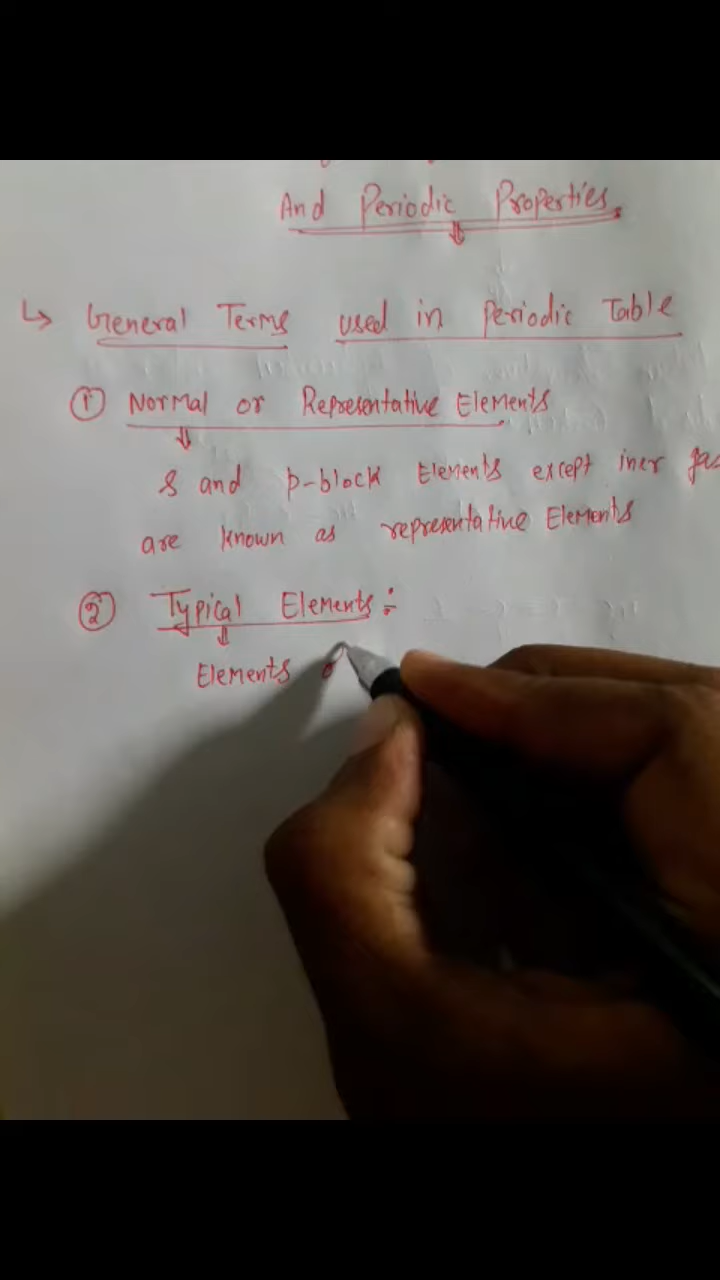 And Periodic Properties.
↳ General Terms used in Periodic Table
① Normal or Representative Elements
s and p-block Elements except iner gas
are known as representative Elements
② Typical Elements :-
Elements